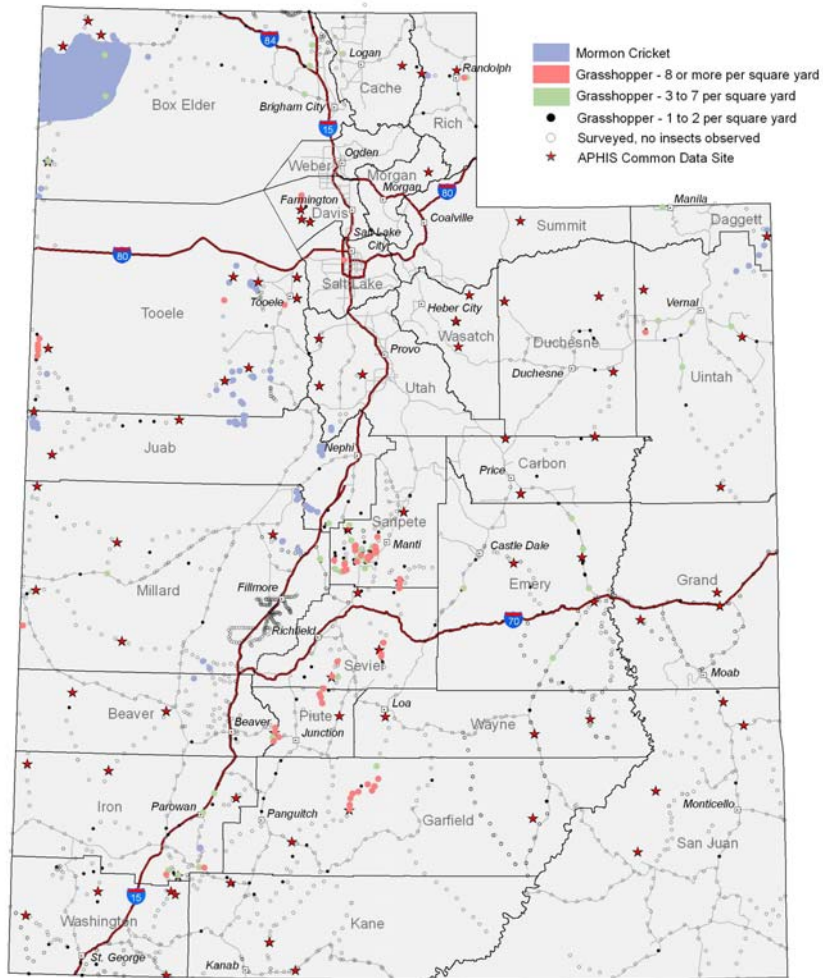 84
Logan
Cache
Randolph
Box Elder
Brigham City
Rich
15
Ogden
Weber
Morgan
Morgan
80
Farmington
Davis
Coalville
Manila
Daggett
Summit
Salt Lake
City
80
Salt Lake
Tooele
Tooele
Heber City
Wasatch
Vernal
Duchesne
Provo
Duchesne
Utah
Uintah
Juab
Nephi
Price
Carbon
Sanpete
Manti
Castle Dale
Emery
Grand
Millard
Fillmore
70
Richfield
Sevier
Moab
Beaver
Beaver
Piute
Junction
Loa
Wayne
Iron
Parowan
Panguitch
Garfield
Monticello
San Juan
15
Washington
Kane
St. George
Kanab
Mormon Cricket
Grasshopper - 8 or more per square yard
Grasshopper - 3 to 7 per square yard
Grasshopper - 1 to 2 per square yard
Surveyed, no insects observed
APHIS Common Data Site